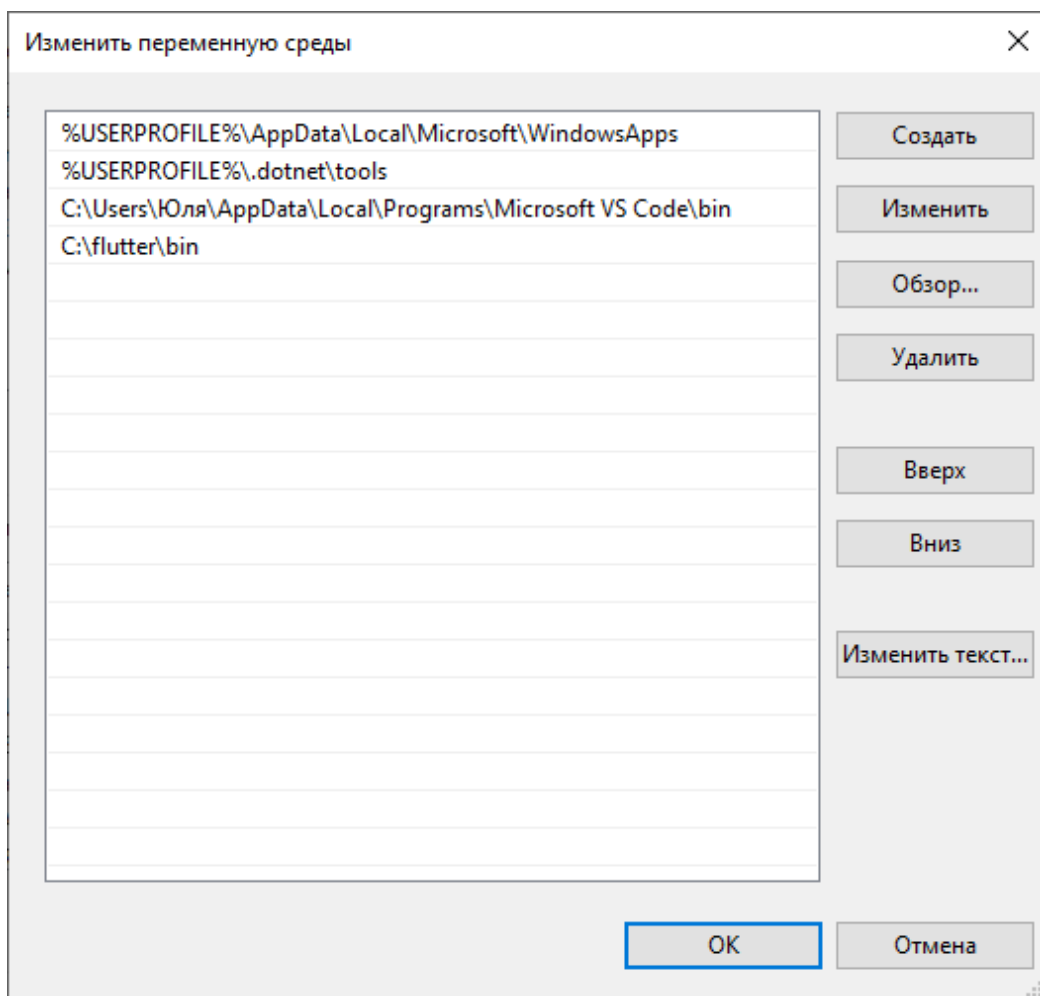 Изменить переменную среды
%USERPROFILE%\AppData\Local\Microsoft\WindowsApps
%USERPROFILE%\.dotnet\tools
C:\Users\Юля\AppData\Local\Programs\Microsoft VS Code\bin
C:\flutter\bin
Создать
Изменить
Обзор...
Удалить
Вверх
Вниз
Изменить текст...
ОК
Отмена